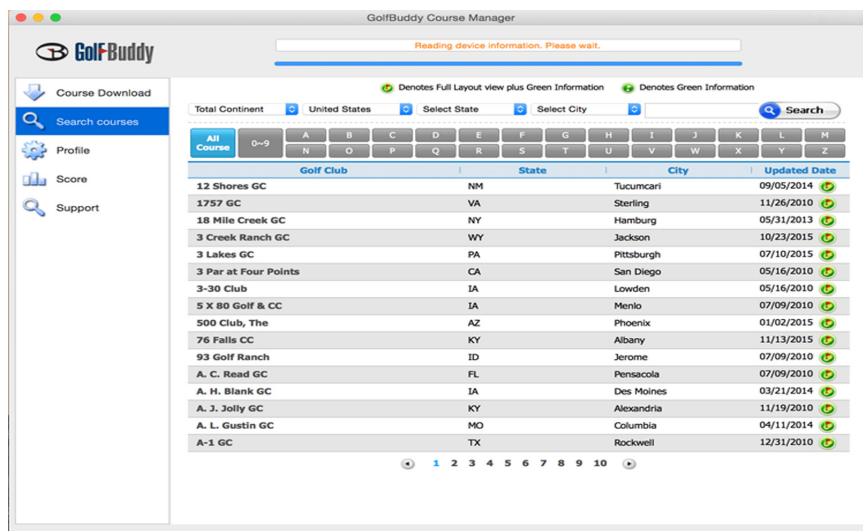 GolfBuddy Course Manager
GolfBuddy
Reading device information. Please wait.
Course Download
Search courses
Profile
Score
Support
Denotes Full Layout view plus Green Information Denotes Green Information
Total Continent United States Select State Select City Search
All Course 0~9 A B C D E F G H I J K L M
N O P Q R S T U V W X Y Z
Golf Club State City Updated Date
12 Shores GC NM Tucumcari 09/05/2014
1757 GC VA Sterling 11/26/2010
18 Mile Creek GC NY Hamburg 05/31/2013
3 Creek Ranch GC WY Jackson 10/23/2015
3 Lakes GC PA Pittsburgh 07/10/2015
3 Par at Four Points CA San Diego 05/16/2010
3-30 Club IA Lowden 05/16/2010
5 X 80 Golf & CC IA Menlo 07/09/2010
500 Club, The AZ Phoenix 01/02/2015
76 Falls CC KY Albany 11/13/2015
93 Golf Ranch ID Jerome 07/09/2010
A. C. Read GC FL Pensacola 07/09/2010
A. H. Blank GC IA Des Moines 03/21/2014
A. J. Jolly GC KY Alexandria 11/19/2010
A. L. Gustin GC MO Columbia 04/11/2014
A-1 GC TX Rockwell 12/31/2010
1 2 3 4 5 6 7 8 9 10